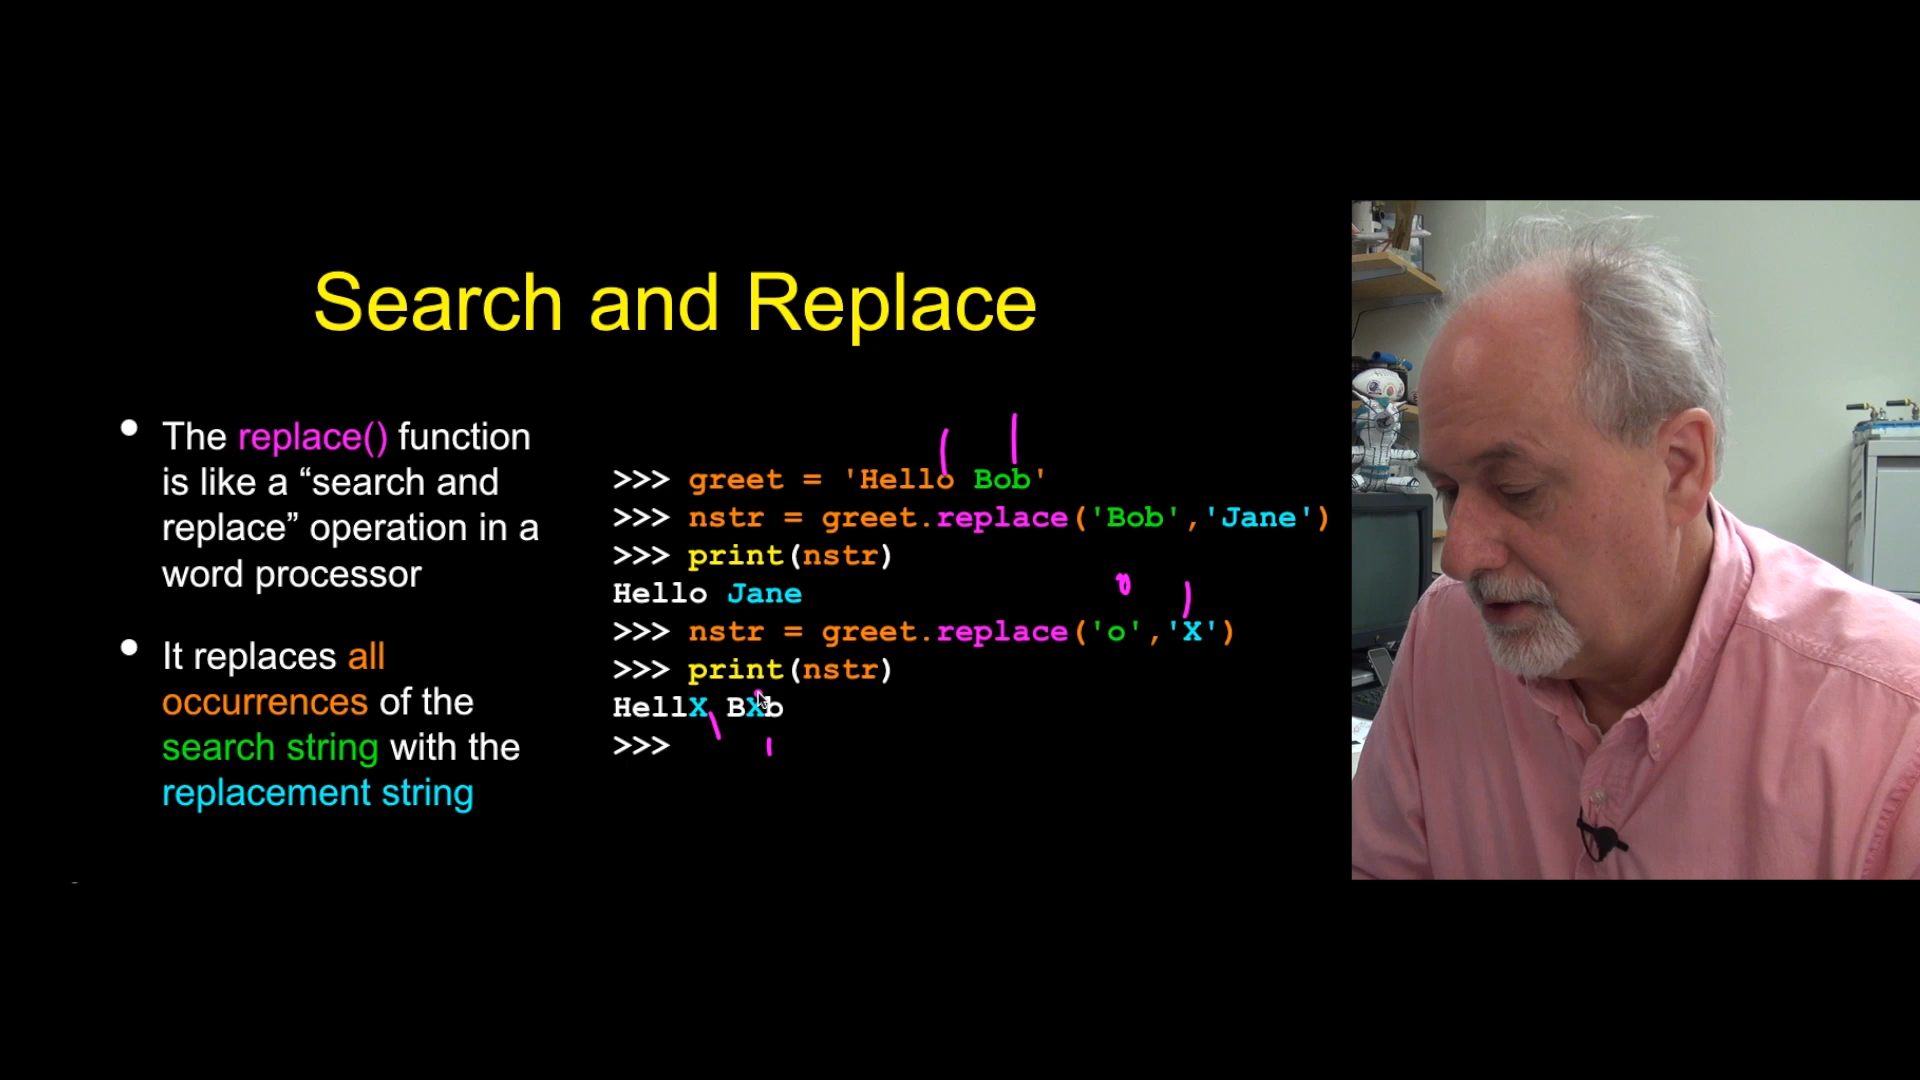 Search and Replace
• The replace() function
is like a “search and
replace” operation in a
word processor
• It replaces all
occurrences of the
search string with the
replacement string
>>> greet = 'Hello Bob'
>>> nstr = greet.replace('Bob','Jane')
>>> print(nstr)
Hello Jane
>>> nstr = greet.replace('o','X')
>>> print(nstr)
HellX BXb
>>>